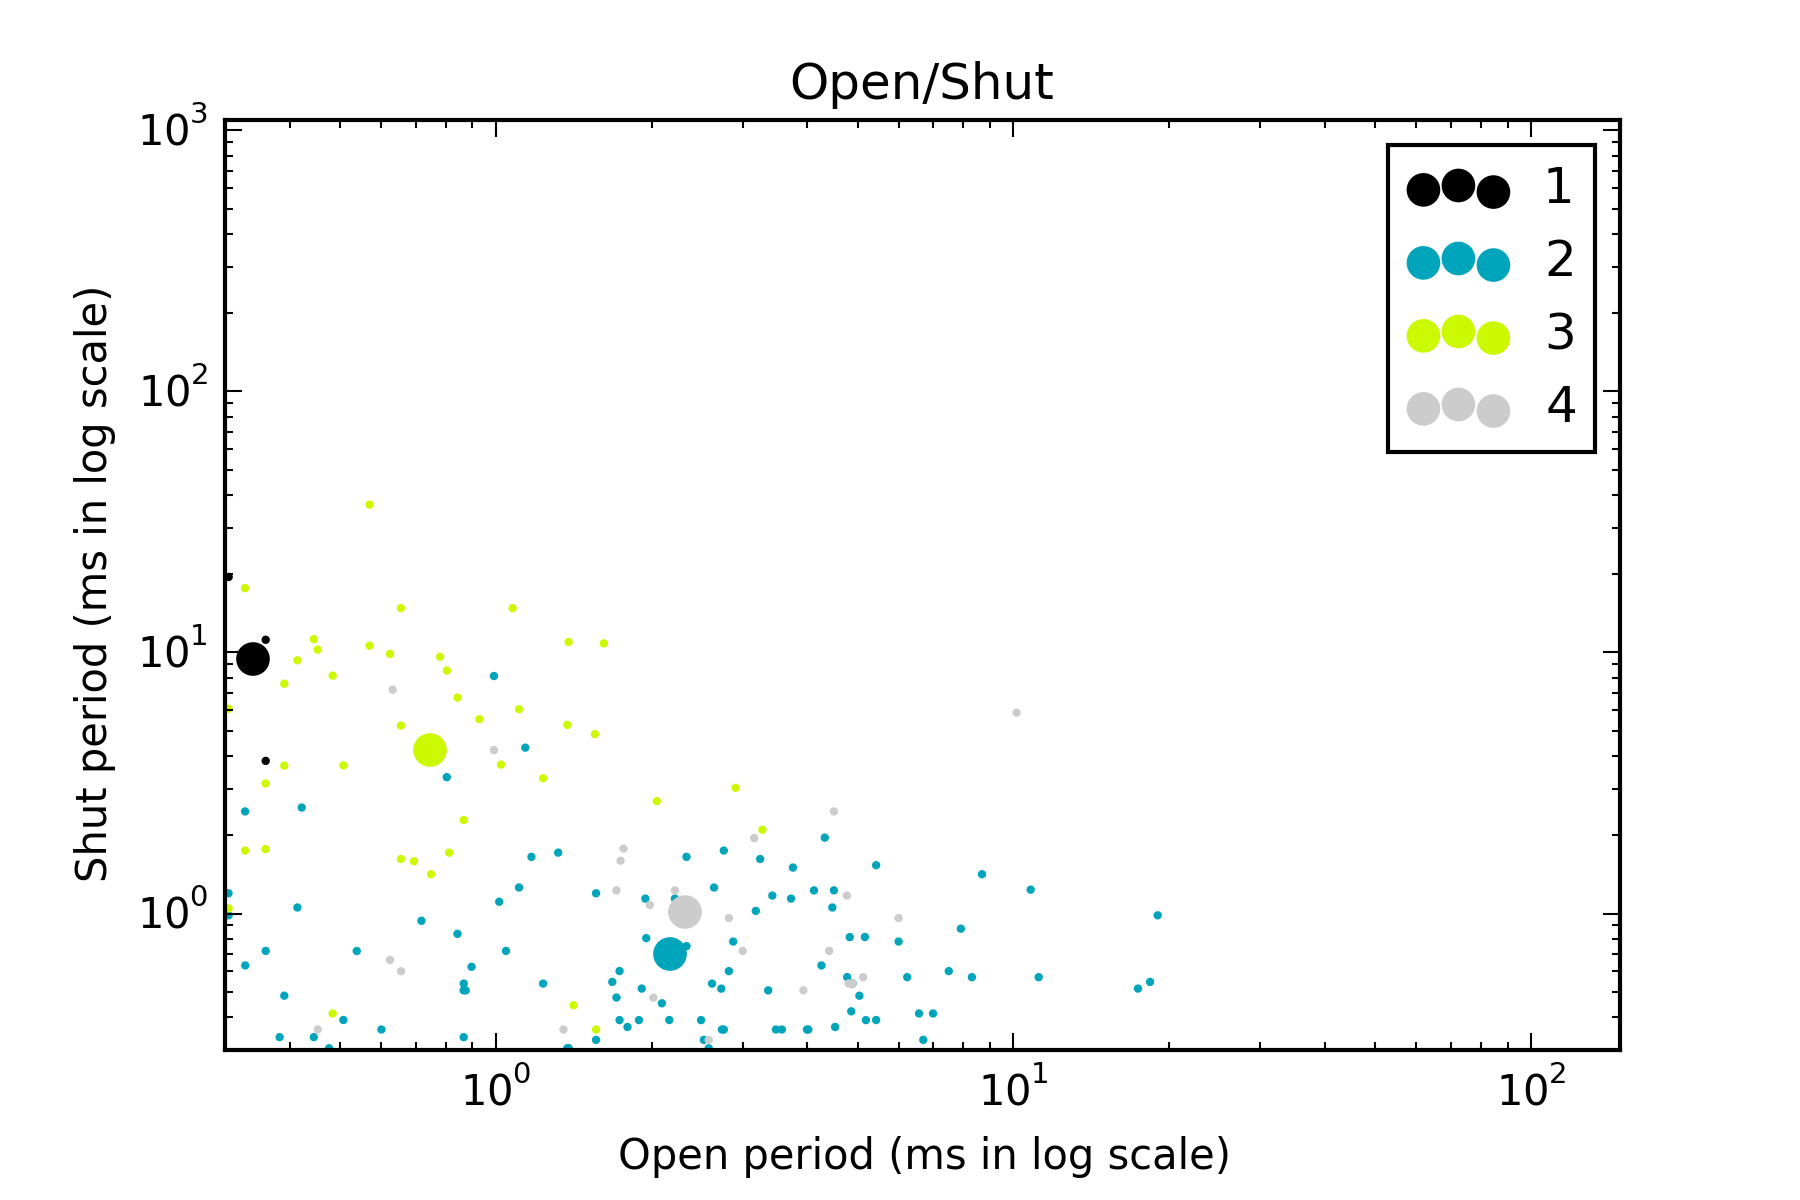 Open/Shut
10³
10²
10¹
10⁰
Shut period (ms in log scale)
1
2
3
4
10⁰ 10¹ 10²
Open period (ms in log scale)